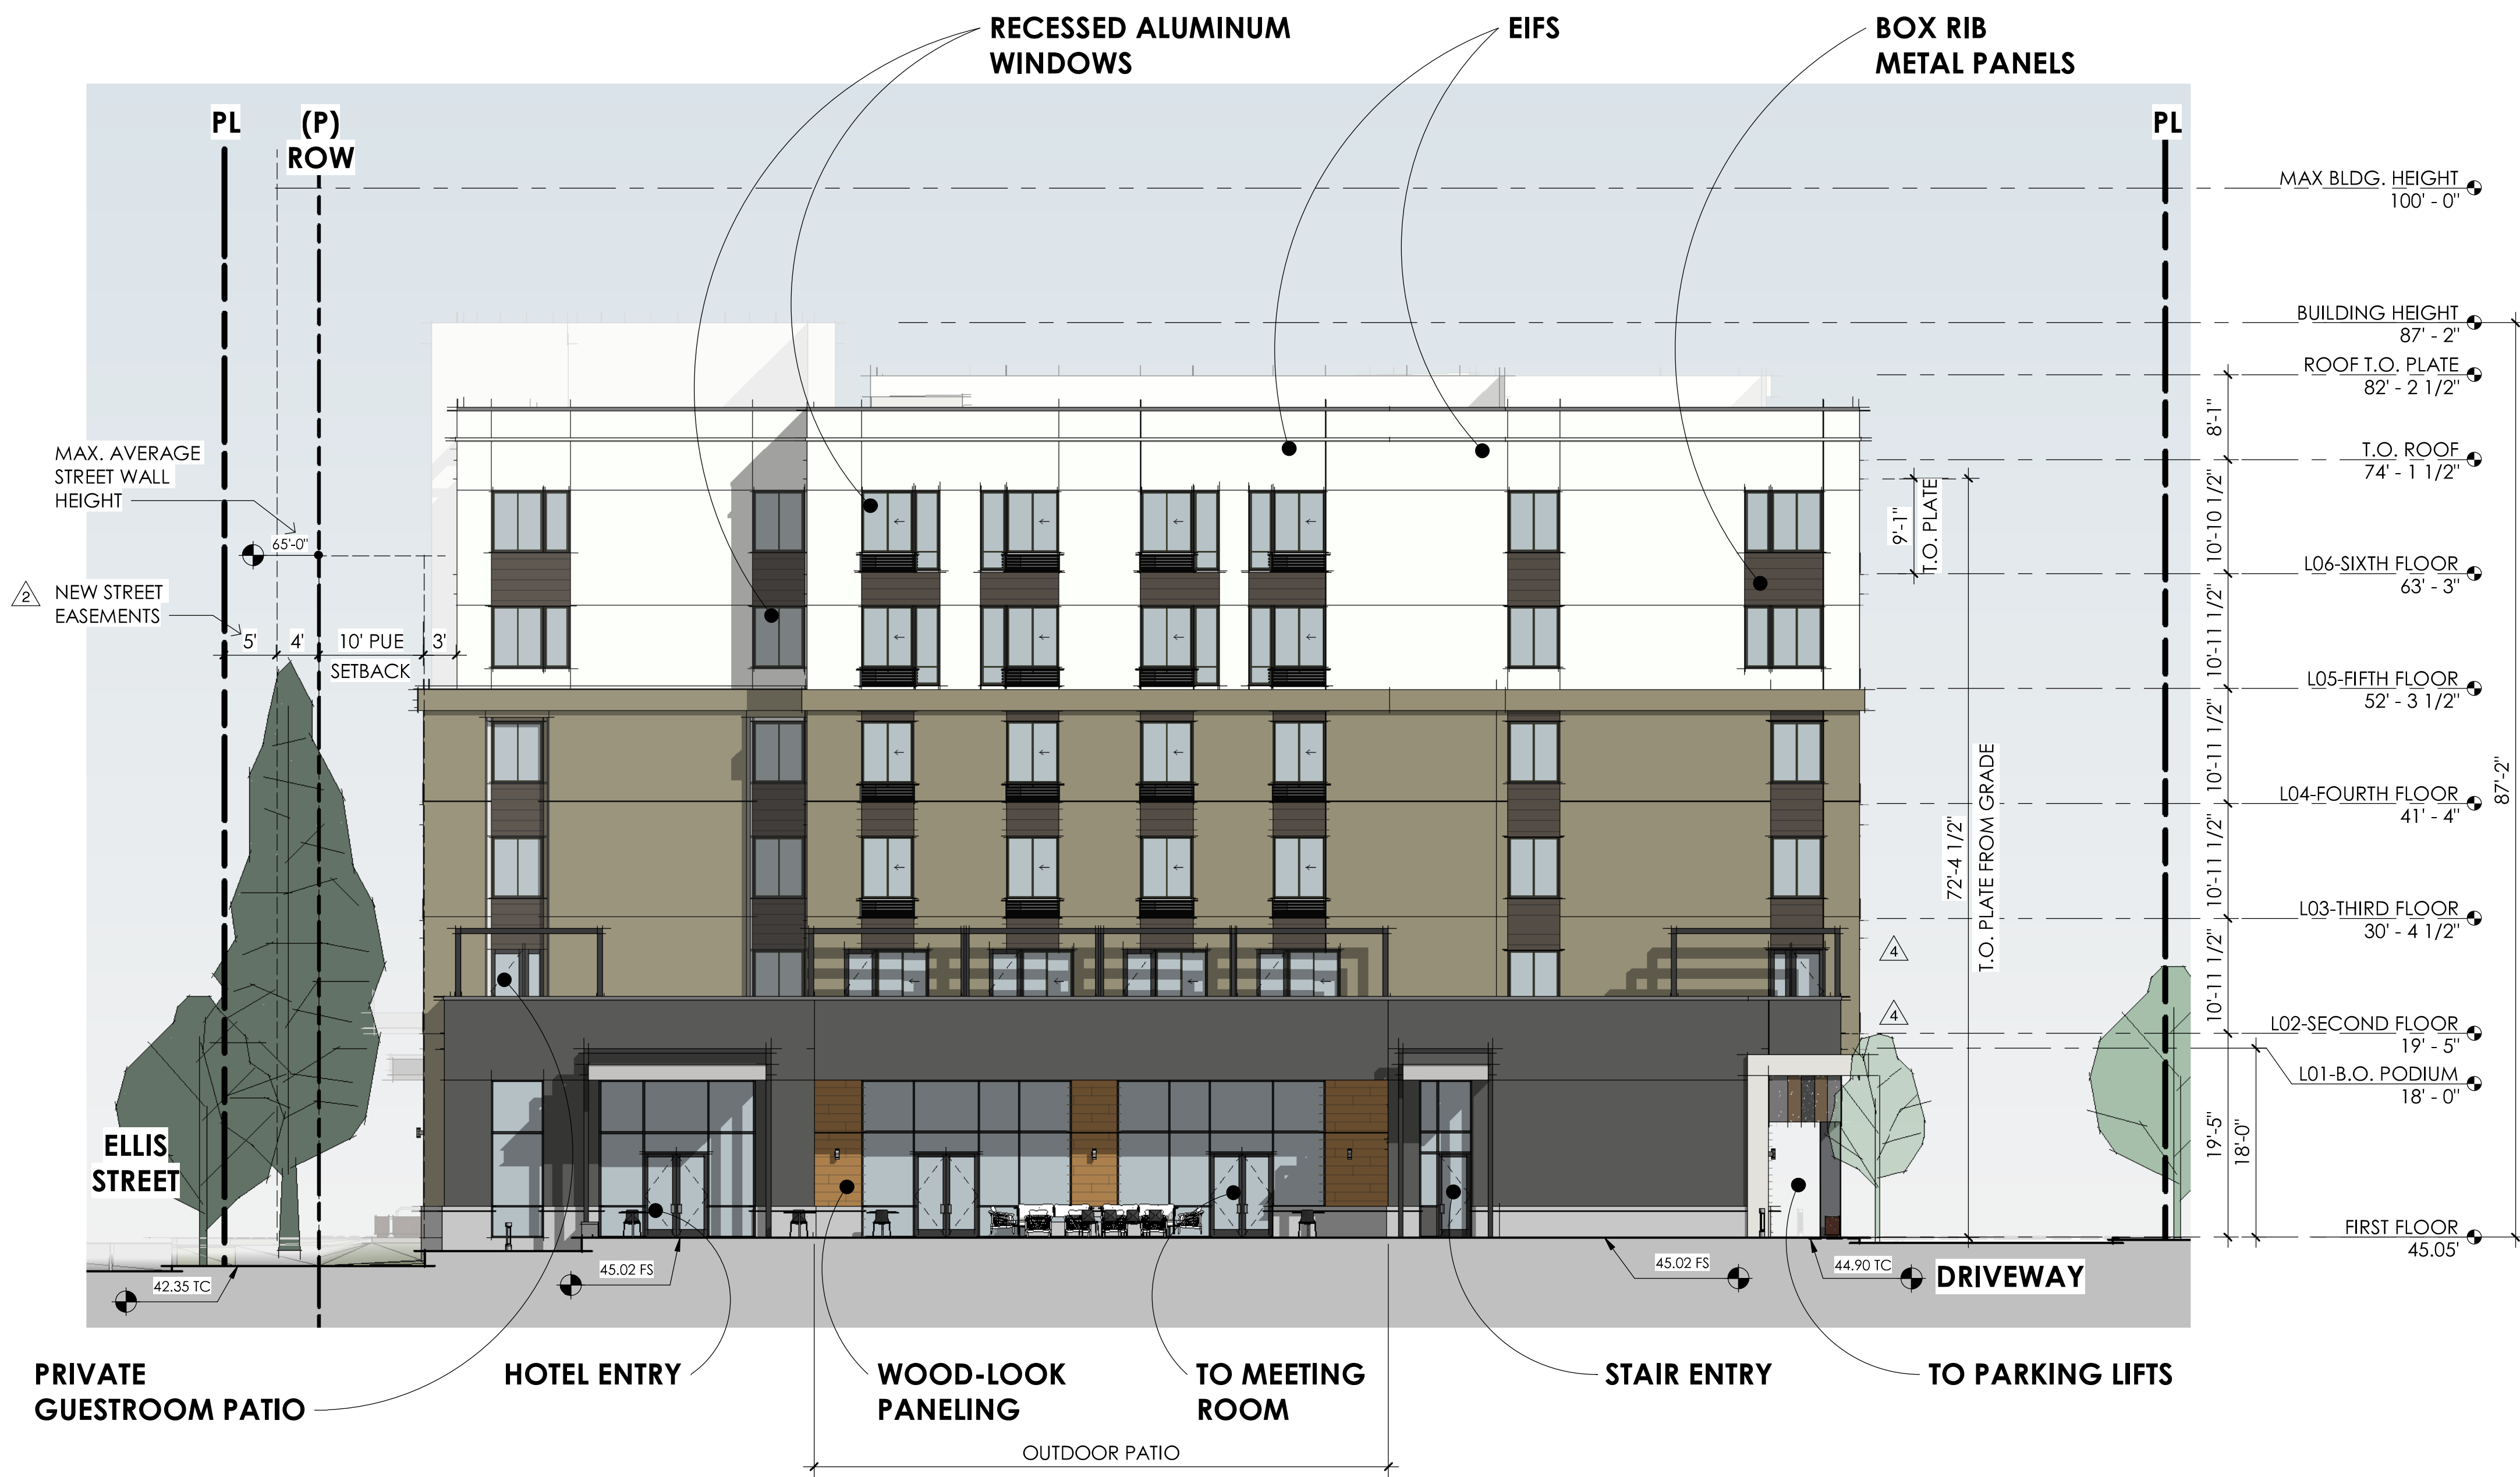 RECESSED ALUMINUM
WINDOWS
EIFS
BOX RIB
METAL PANELS
PL
(P)
ROW
PL
MAX BLDG. HEIGHT
100' - 0"
BUILDING HEIGHT
87' - 2"
ROOF T.O. PLATE
82' - 2 1/2"
8'-1"
MAX. AVERAGE
STREET WALL
HEIGHT
65'-0"
T.O. ROOF
74' - 1 1/2"
9'-1"
T.O. PLATE
10'-10 1/2"
L06-SIXTH FLOOR
63' - 3"
2
NEW STREET
EASEMENTS
5'
4'
10' PUE
3'
SETBACK
10'-11 1/2"
L05-FIFTH FLOOR
52' - 3 1/2"
10'-11 1/2"
87'-2"
L04-FOURTH FLOOR
41' - 4"
72'-4 1/2"
T.O. PLATE FROM GRADE
10'-11 1/2"
L03-THIRD FLOOR
30' - 4 1/2"
4
10'-11 1/2"
4
L02-SECOND FLOOR
19' - 5"
L01-B.O. PODIUM
18' - 0"
19'-5"
18'-0"
ELLIS
STREET
FIRST FLOOR
45.05'
42.35 TC
45.02 FS
45.02 FS
44.90 TC
DRIVEWAY
PRIVATE
GUESTROOM PATIO
HOTEL ENTRY
WOOD-LOOK
PANELING
TO MEETING
ROOM
STAIR ENTRY
TO PARKING LIFTS
OUTDOOR PATIO